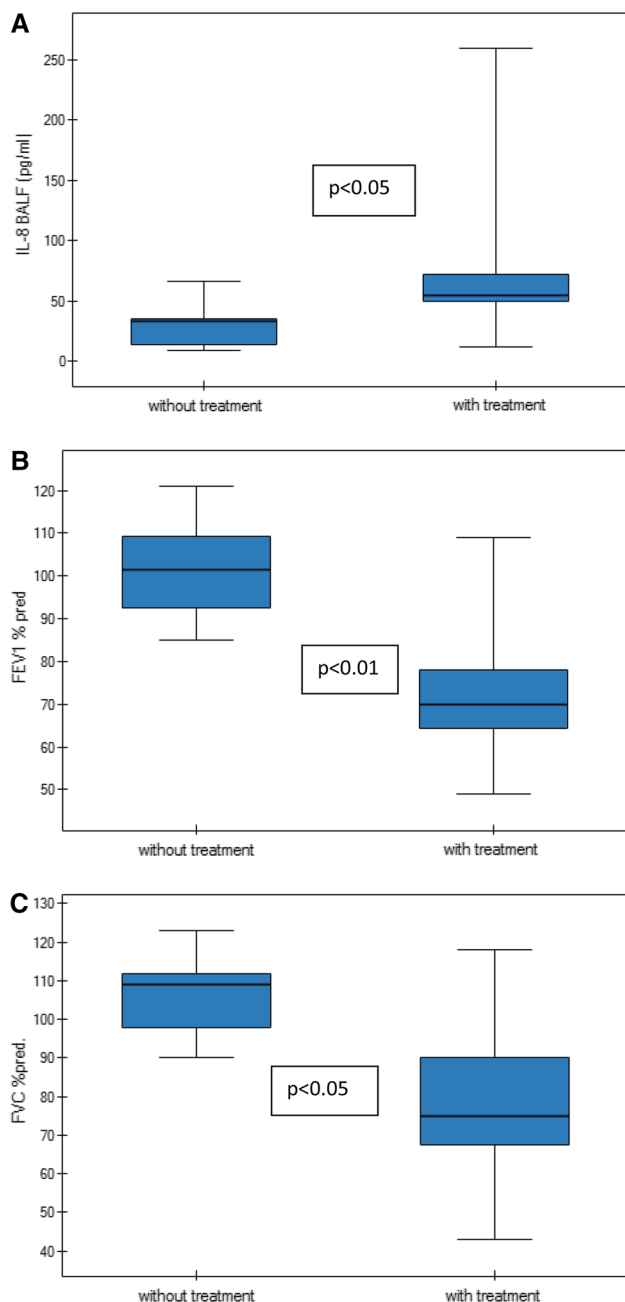 A
IL-8 BALF (pg/ml|
250
200
150
100
50
0
p<0.05
without treatment
with treatment
B
FEV1 % pred
120
110
100
90
80
70
60
50
p<0.01
without treatment
with treatment
C
FVC %pred.
130
120
110
100
90
80
70
60
50
40
p<0.05
without treatment
with treatment